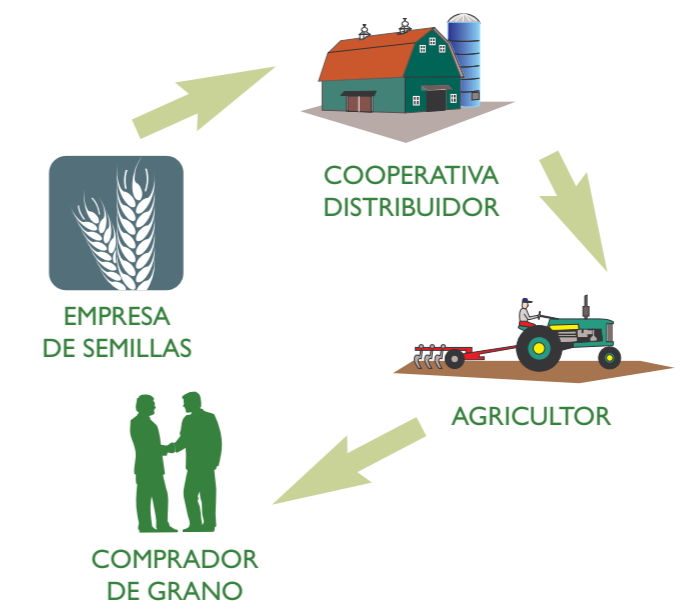 COOPERATIVA
DISTRIBUIDOR
EMPRESA
DE SEMILLAS
AGRICULTOR
COMPRADOR
DE GRANO